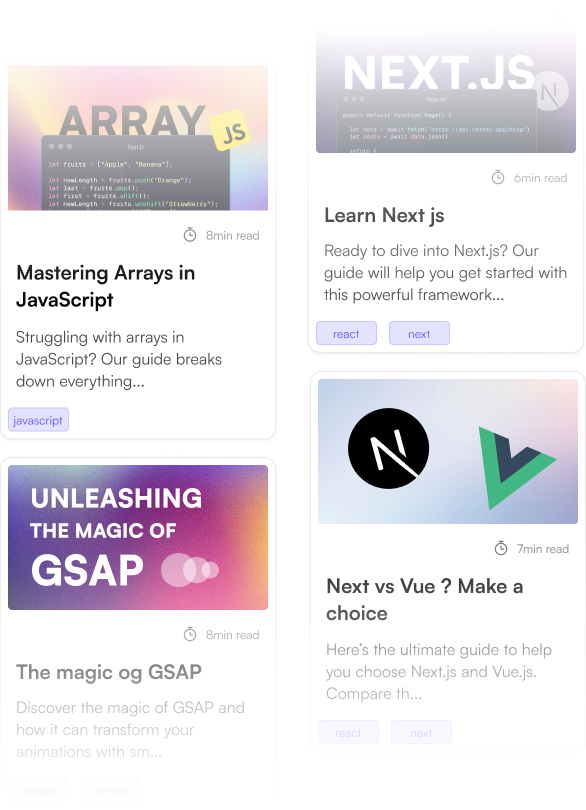 ARRAY
JS
App.js
let fruits = ["Apple", "Banana"];
let newLength = fruits.push("Orange");
let last = fruits.pop();
let first = fruits.shift();
let newLength = fruits.unshift("Strawberry");
8min read
Mastering Arrays in
JavaScript
Struggling with arrays in
JavaScript? Our guide breaks
down everything...
javascript
UNLEASHING
THE MAGIC OF
GSAP
8min read
The magic og GSAP
Discover the magic of GSAP and
how it can transform your
animations with sm...
NEXT.JS
N
Page.tsx
export default function Page() {
let data = await fetch('https://api.vercel.app/blog')
let posts = await data.json()
return (
6min read
Learn Next js
Ready to dive into Next.js? Our
guide will help you get started with
this powerful framework...
react
next
N
7min read
Next vs Vue ? Make a
choice
Here’s the ultimate guide to help
you choose Next.js and Vue.js.
Compare th...
react
next